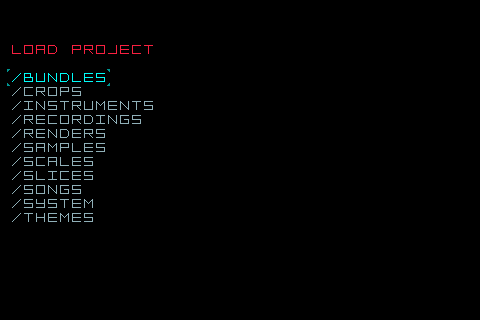 LOAD PROJECT
/BUNDLES
/CROPS
/INSTRUMENTS
/RECORDINGS
/RENDERS
/SAMPLES
/SCALES
/SLICES
/SONGS
/SYSTEM
/THEMES